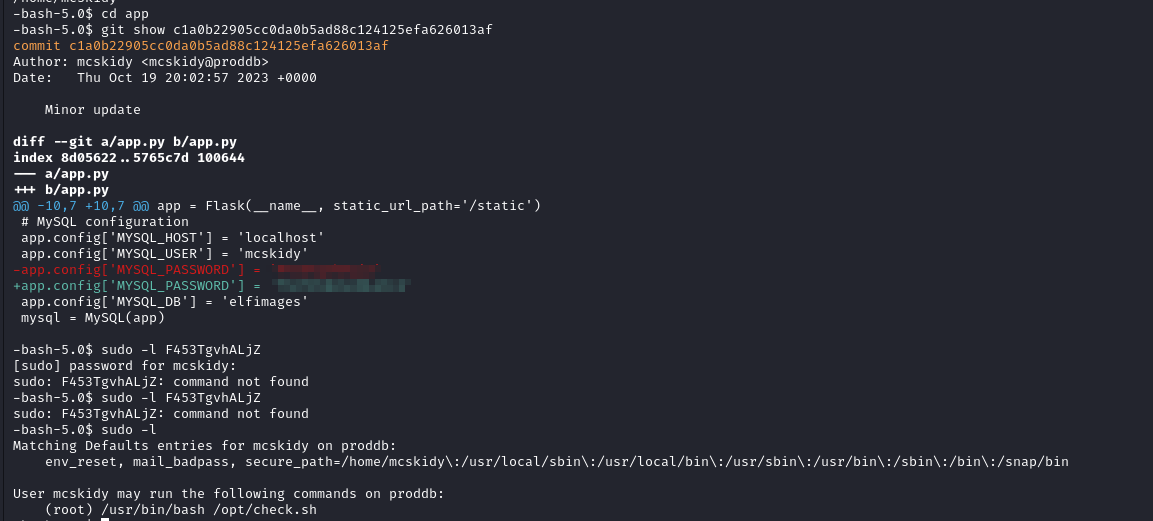 /home/mcskidy
-bash-5.0$ cd app
-bash-5.0$ git show c1a0b22905cc0da0b5ad88c124125efa626013af
commit c1a0b22905cc0da0b5ad88c124125efa626013af
Author: mcskidy <mcskidy@proddb>
Date:   Thu Oct 19 20:02:57 2023 +0000
    Minor update
diff --git a/app.py b/app.py
index 8d05622..5765c7d 100644
--- a/app.py
+++ b/app.py
@@ -10,7 +10,7 @@ app = Flask(__name__, static_url_path='/static')
 # MySQL configuration
 app.config['MYSQL_HOST'] = 'localhost'
 app.config['MYSQL_USER'] = 'mcskidy'
-app.config['MYSQL_PASSWORD'] =
+app.config['MYSQL_PASSWORD'] =
 app.config['MYSQL_DB'] = 'elfimages'
 mysql = MySQL(app)
-bash-5.0$ sudo -l F453TgvhALjZ
[sudo] password for mcskidy:
sudo: F453TgvhALjZ: command not found
-bash-5.0$ sudo -l F453TgvhALjZ
sudo: F453TgvhALjZ: command not found
-bash-5.0$ sudo -l
Matching Defaults entries for mcskidy on proddb:
    env_reset, mail_badpass, secure_path=/home/mcskidy\:/usr/local/sbin\:/usr/local/bin\:/usr/sbin\:/usr/bin\:/sbin\:/bin\:/snap/bin
User mcskidy may run the following commands on proddb:
    (root) /usr/bin/bash /opt/check.sh